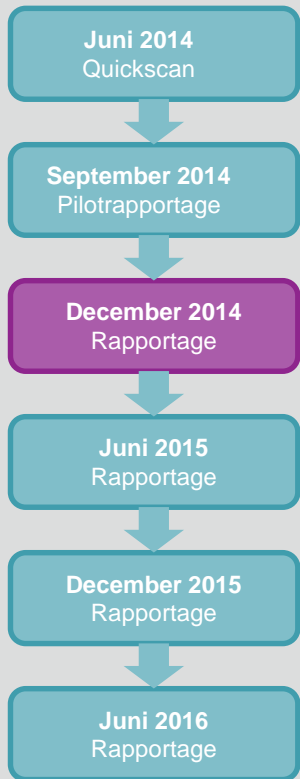 Juni 2014
Quickscan
September 2014
Pilotrapportage
December 2014
Rapportage
Juni 2015
Rapportage
December 2015
Rapportage
Juni 2016
Rapportage